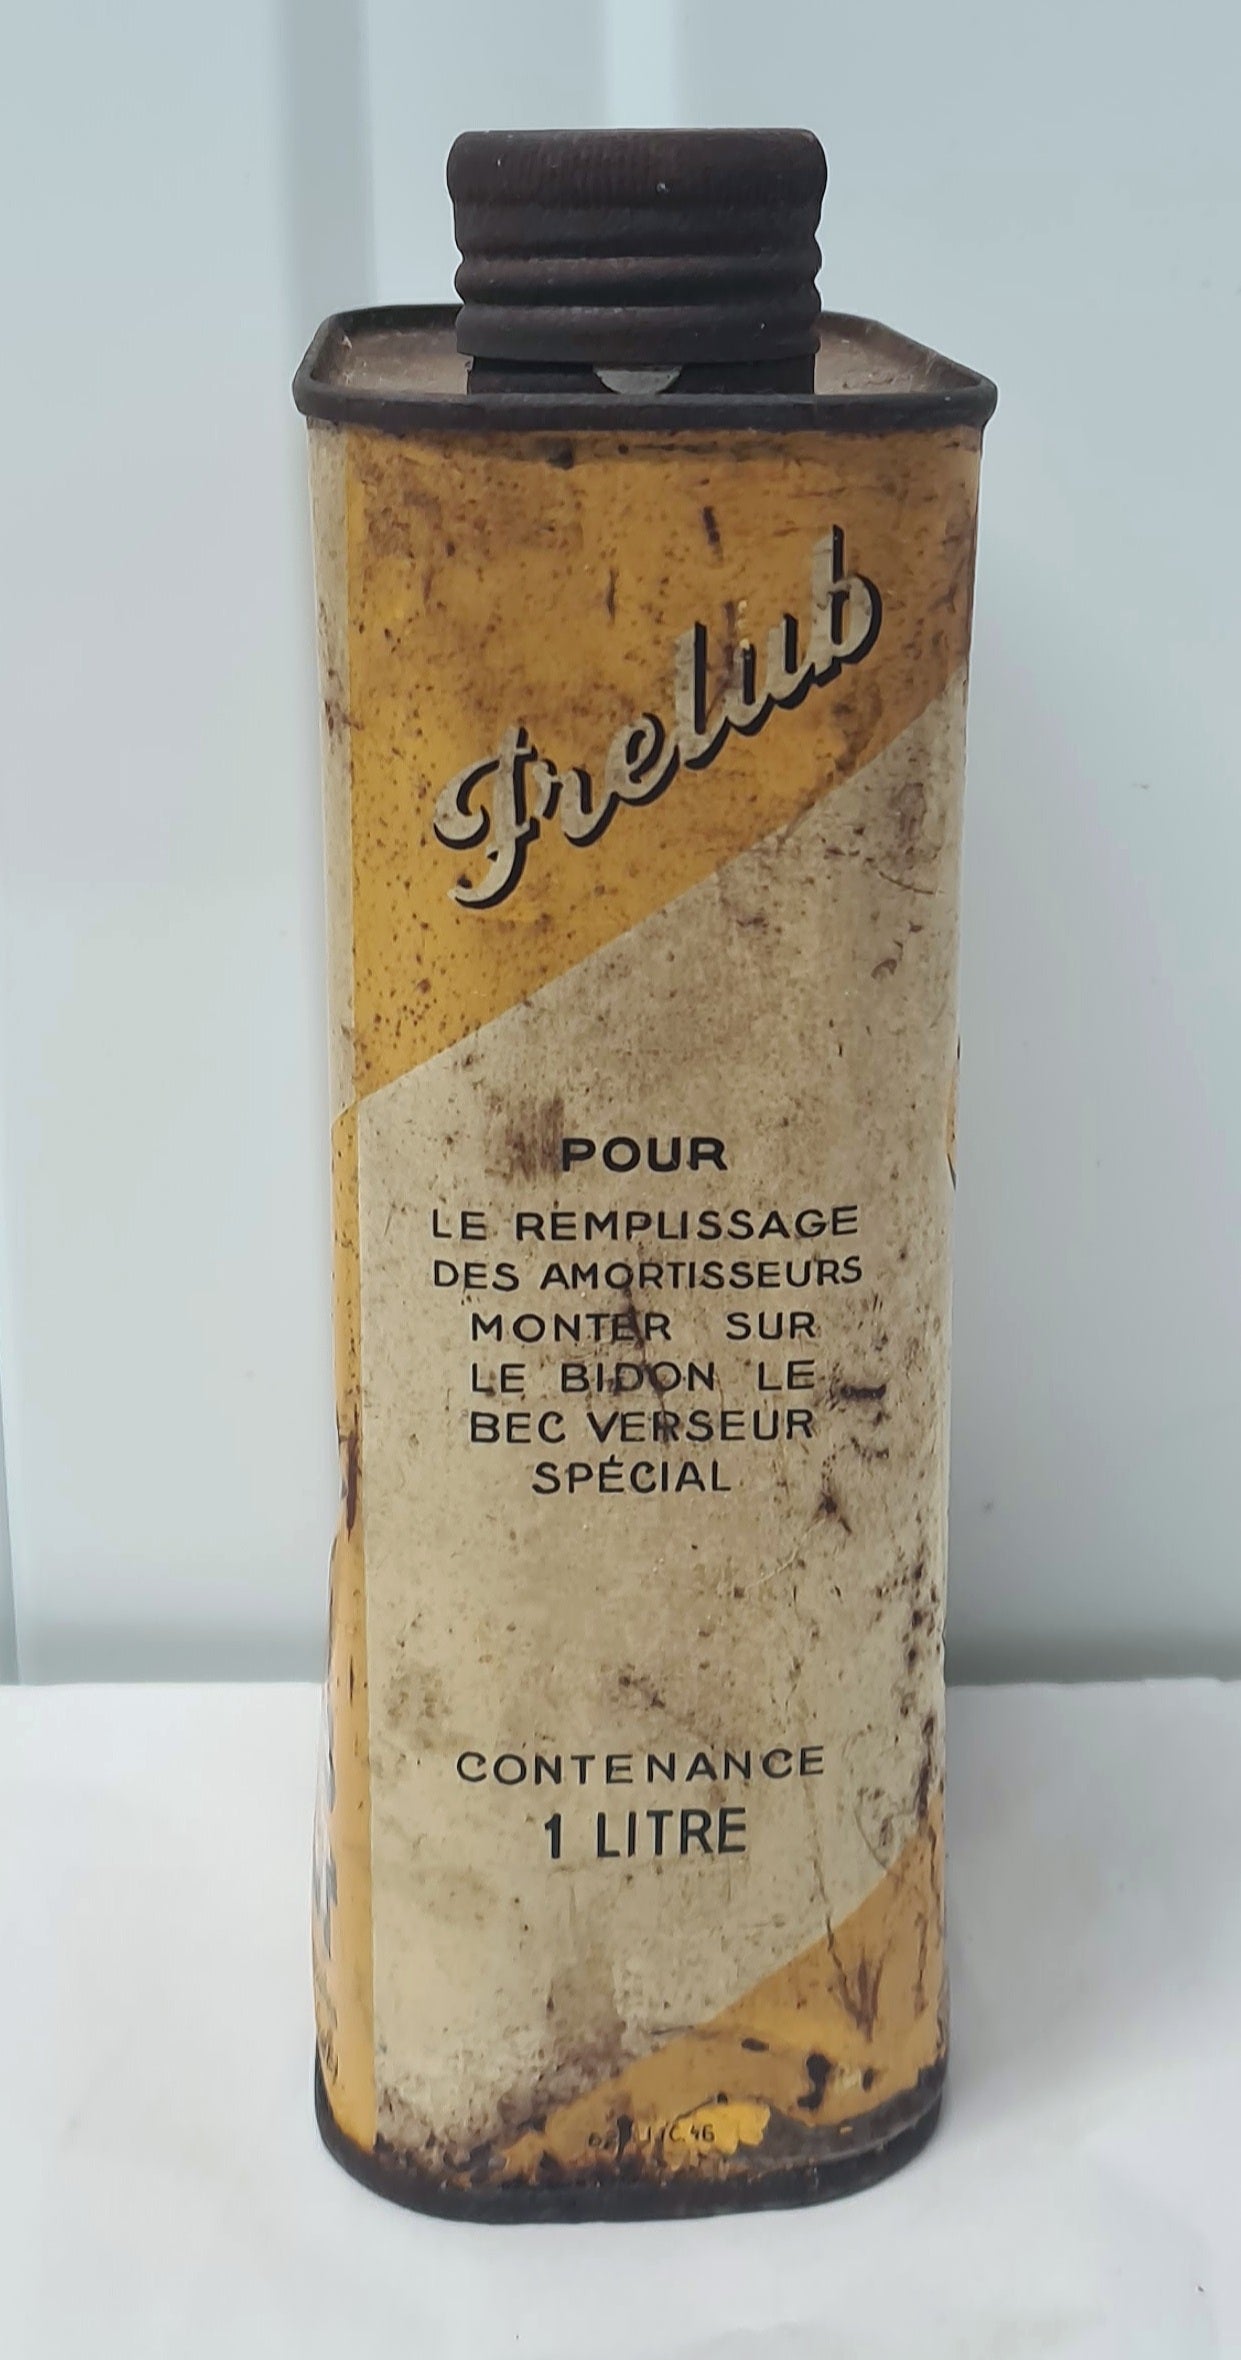 Frelub
POUR
LE REMPLISSAGE
DES AMORTISSEURS
MONTER SUR
LE BIDON LE
BEC VERSEUR
SPÉCIAL
CONTENANCE
1 LITRE